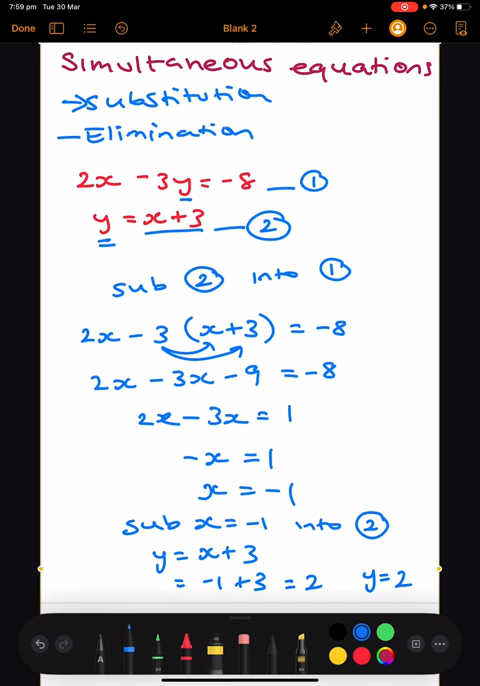 7:59 pm Tue 30 Mar
37%
Done
Blank 2
Simultaneous equations
→ substitution
— Elimination
2x - 3y = -8 — ①
y = x+3 — ②
sub ② into ①
2x - 3 (x+3) = -8
2x - 3x - 9 = -8
2x - 3x = 1
-x = 1
x = -1
sub x = -1 into ②
y = x+3
= -1+3 = 2 y=2
A